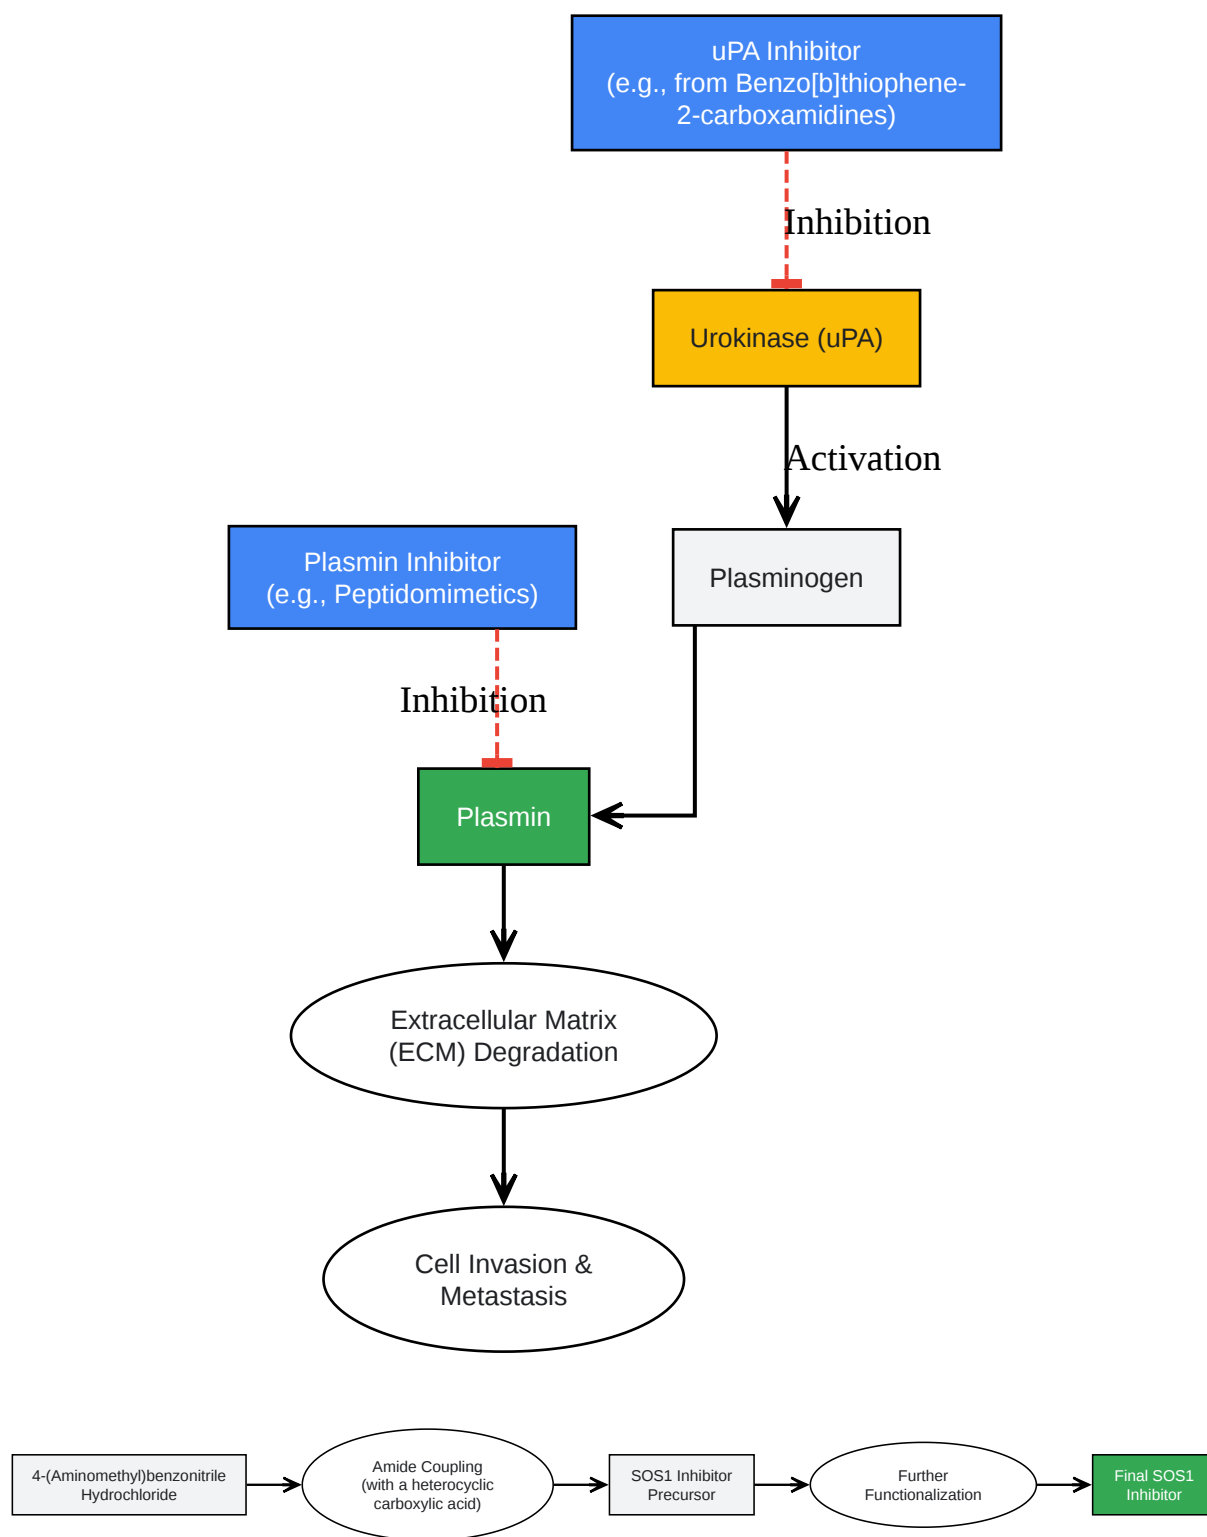 uPA Inhibitor
(e.g., from Benzo[b]thiophene-
2-carboxamidines)
Inhibition
Urokinase (uPA)
Activation
Plasmin Inhibitor
(e.g., Peptidomimetics)
Plasminogen
Inhibition
Plasmin
Extracellular Matrix
(ECM) Degradation
Cell Invasion &
Metastasis
4-(Aminomethyl)benzonitrile
Hydrochloride
Amide Coupling
(with a heterocyclic
carboxylic acid)
SOS1 Inhibitor
Precursor
Further
Functionalization
Final SOS1
Inhibitor